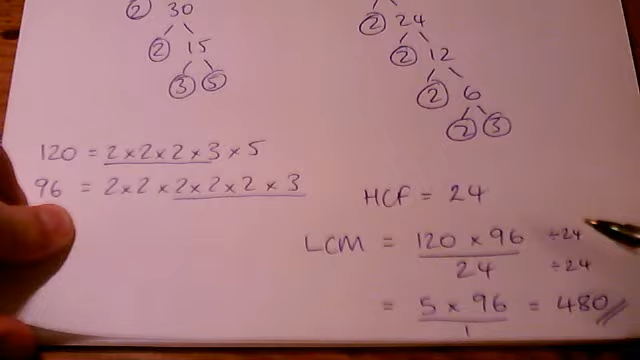 2 30
2 15
3 5
2 24
2 12
2 6
2 3
120 = 2×2×2×3×5
96 = 2×2×2×2×2×3
HCF = 24
LCM = 120 × 96 ÷24
24 ÷24
= 5 × 96 = 480
1